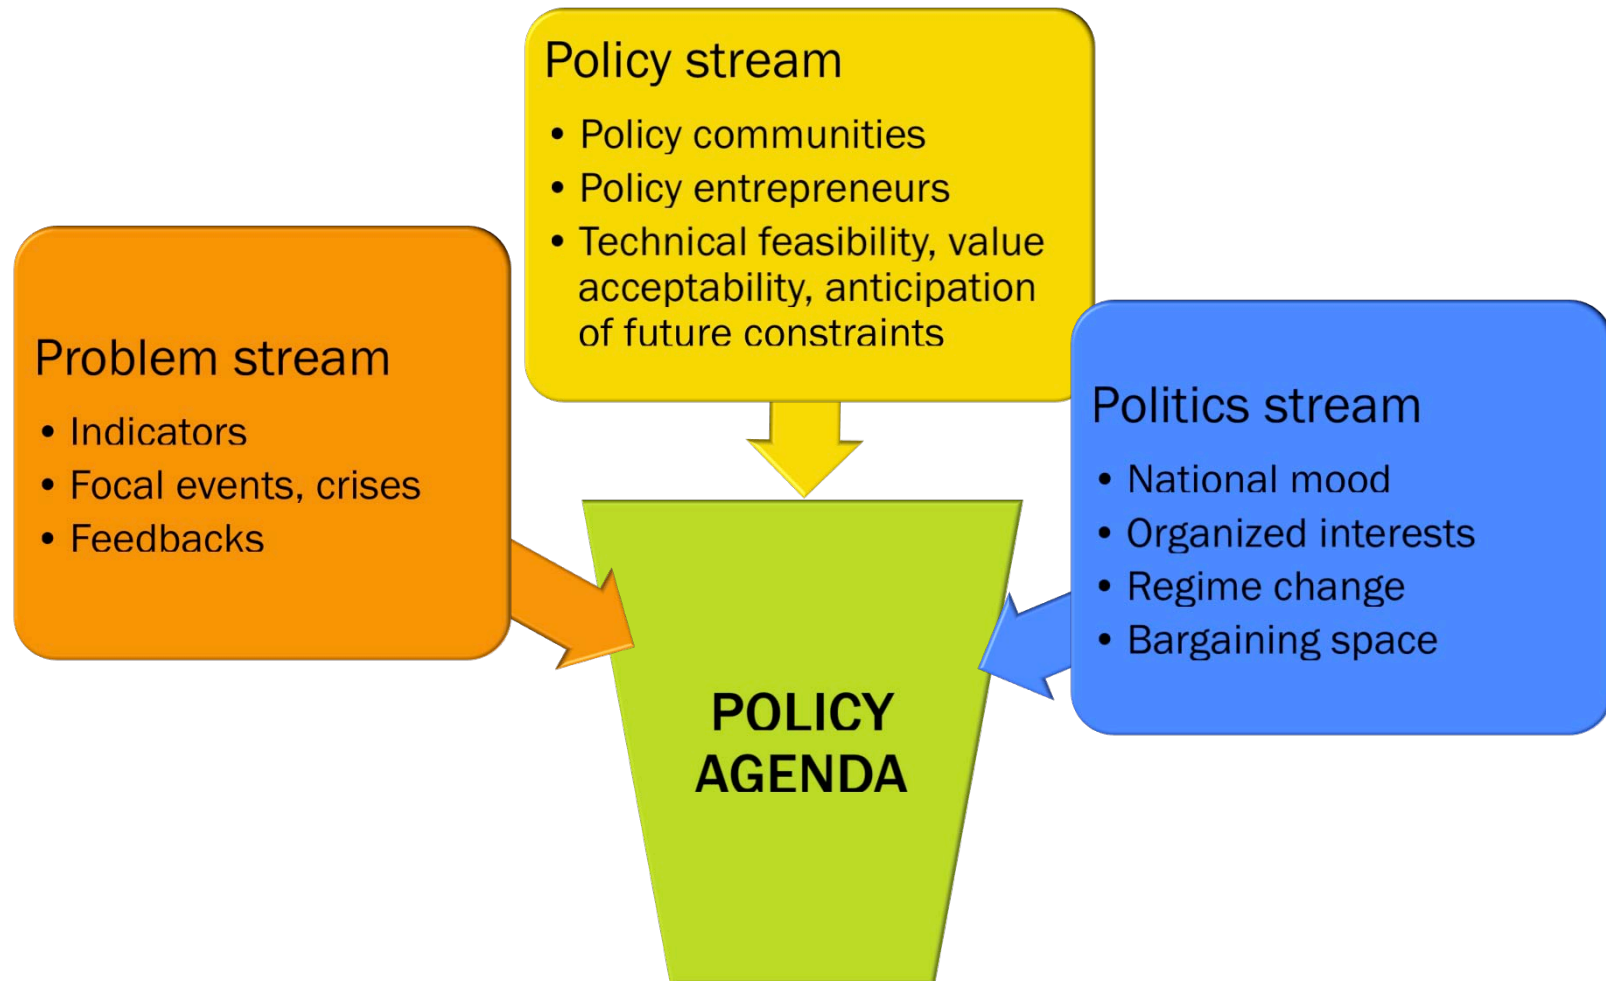 Policy stream
• Policy communities
• Policy entrepreneurs
• Technical feasibility, value
acceptability, anticipation
of future constraints
Problem stream
• Indicators
• Focal events, crises
• Feedbacks
Politics stream
• National mood
• Organized interests
• Regime change
• Bargaining space
POLICY
AGENDA